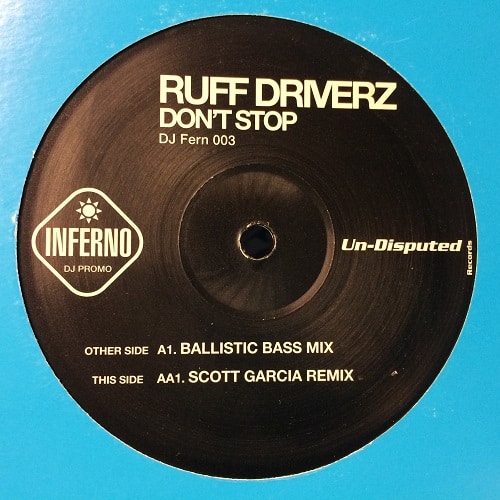 RUFF DRIVERZ
DON'T STOP
DJ Fern 003
INFERNO
DJ PROMO
Un-Disputed
Records
OTHER SIDE A1. BALLISTIC BASS MIX
THIS SIDE AA1. SCOTT GARCIA REMIX